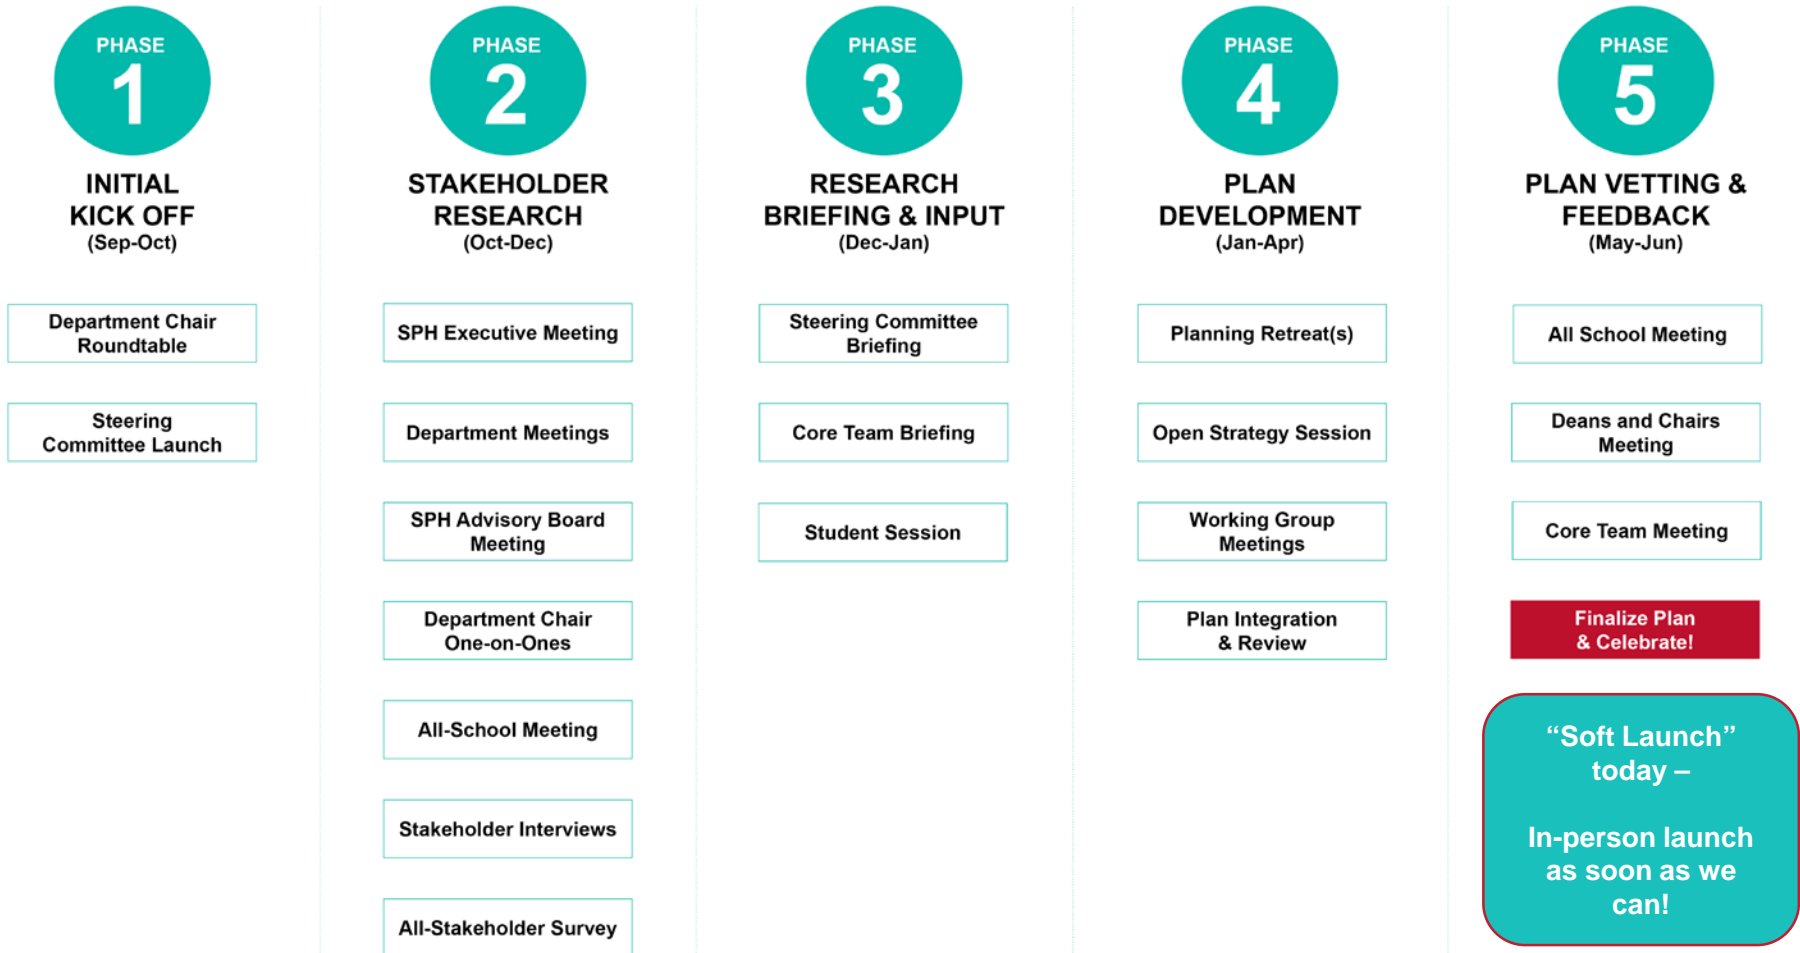 PHASE
1
INITIAL
KICK OFF
(Sep-Oct)
Department Chair
Roundtable
Steering
Committee Launch
PHASE
2
STAKEHOLDER
RESEARCH
(Oct-Dec)
SPH Executive Meeting
Department Meetings
SPH Advisory Board
Meeting
Department Chair
One-on-Ones
All-School Meeting
Stakeholder Interviews
All-Stakeholder Survey
PHASE
3
RESEARCH
BRIEFING & INPUT
(Dec-Jan)
Steering Committee
Briefing
Core Team Briefing
Student Session
PHASE
4
PLAN
DEVELOPMENT
(Jan-Apr)
Planning Retreat(s)
Open Strategy Session
Working Group
Meetings
Plan Integration
& Review
PHASE
5
PLAN VETTING &
FEEDBACK
(May-Jun)
All School Meeting
Deans and Chairs
Meeting
Core Team Meeting
Finalize Plan
& Celebrate!
“Soft Launch”
today –
In-person launch
as soon as we
can!